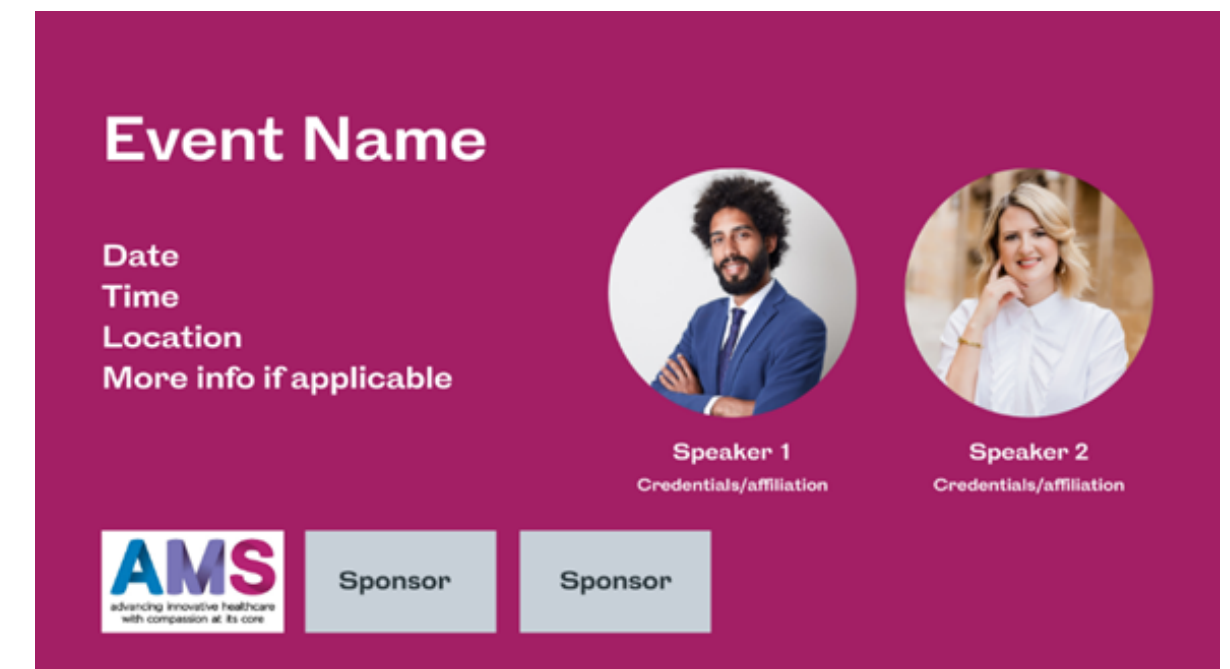 Event Name
Date
Time
Location
More info if applicable
Speaker 1
Credentials/affiliation
Speaker 2
Credentials/affiliation
AMS
advancing innovative healthcare
with compassion at its core
Sponsor
Sponsor